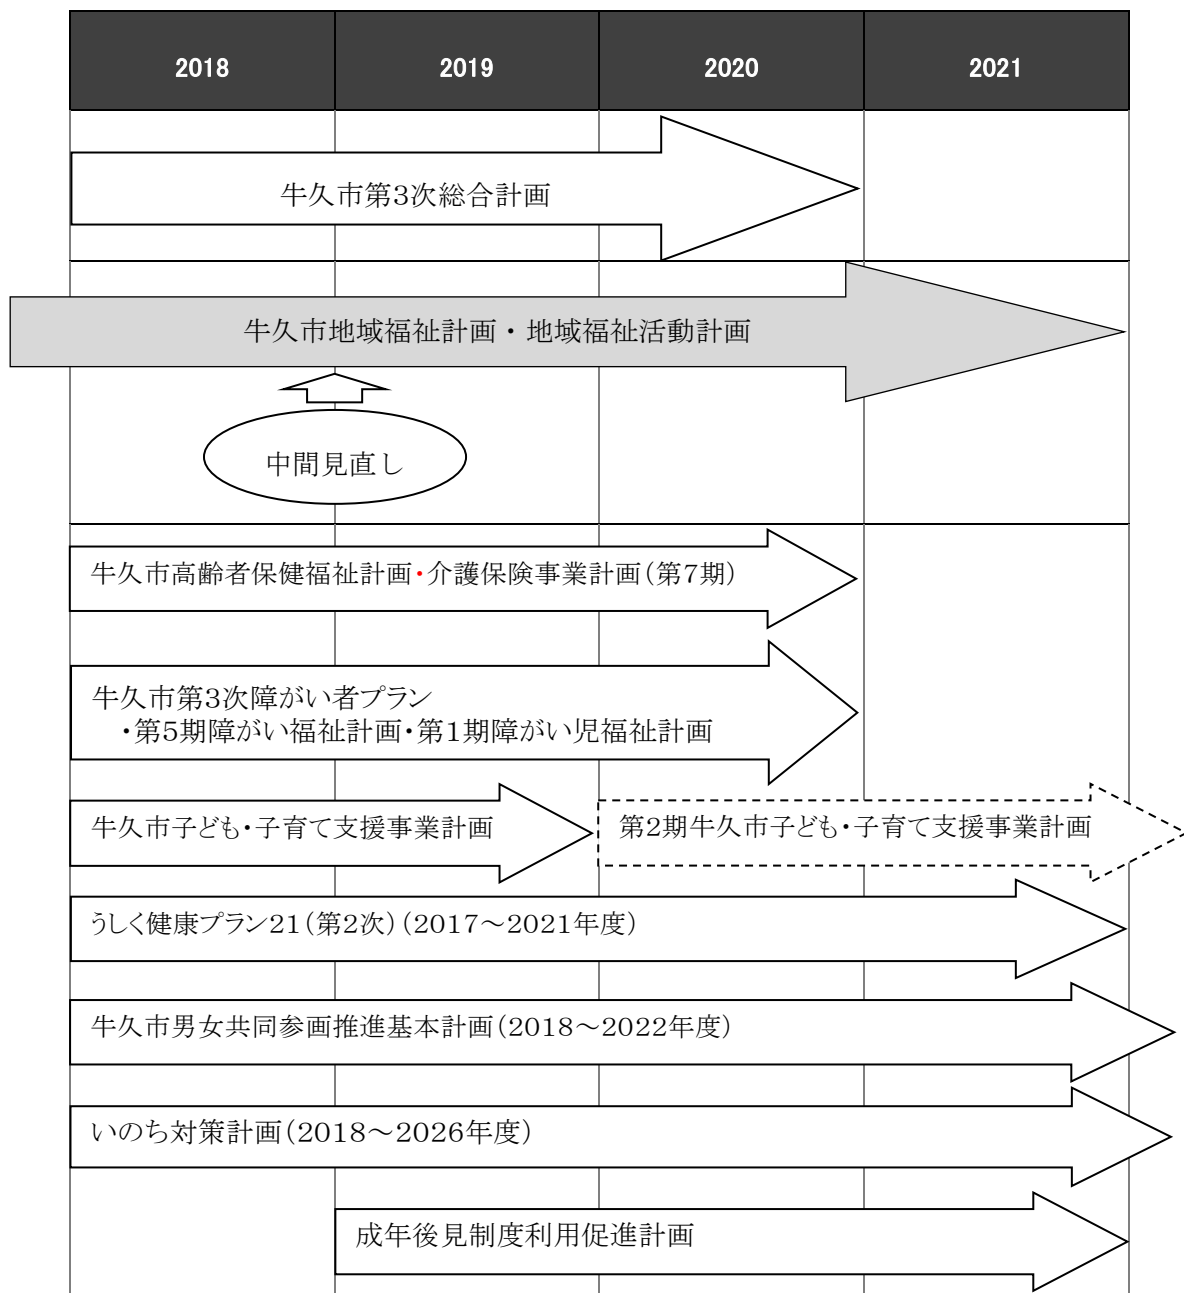 2018 2019 2020 2021
牛久市第3次総合計画
牛久市地域福祉計画・地域福祉活動計画
中間見直し
牛久市高齢者保健福祉計画・介護保険事業計画（第7期）
牛久市第3次障がい者プラン
・第5期障がい福祉計画・第1期障がい児福祉計画
牛久市子ども・子育て支援事業計画
第2期牛久市子ども・子育て支援事業計画
うしく健康プラン21（第2次）（2017～2021年度）
牛久市男女共同参画推進基本計画（2018～2022年度）
いのち対策計画（2018～2026年度）
成年後見制度利用促進計画